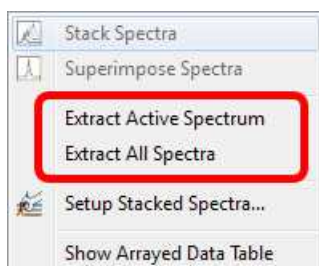 Stack Spectra
Superimpose Spectra
Extract Active Spectrum
Extract All Spectra
Setup Stacked Spectra...
Show Arrayed Data Table